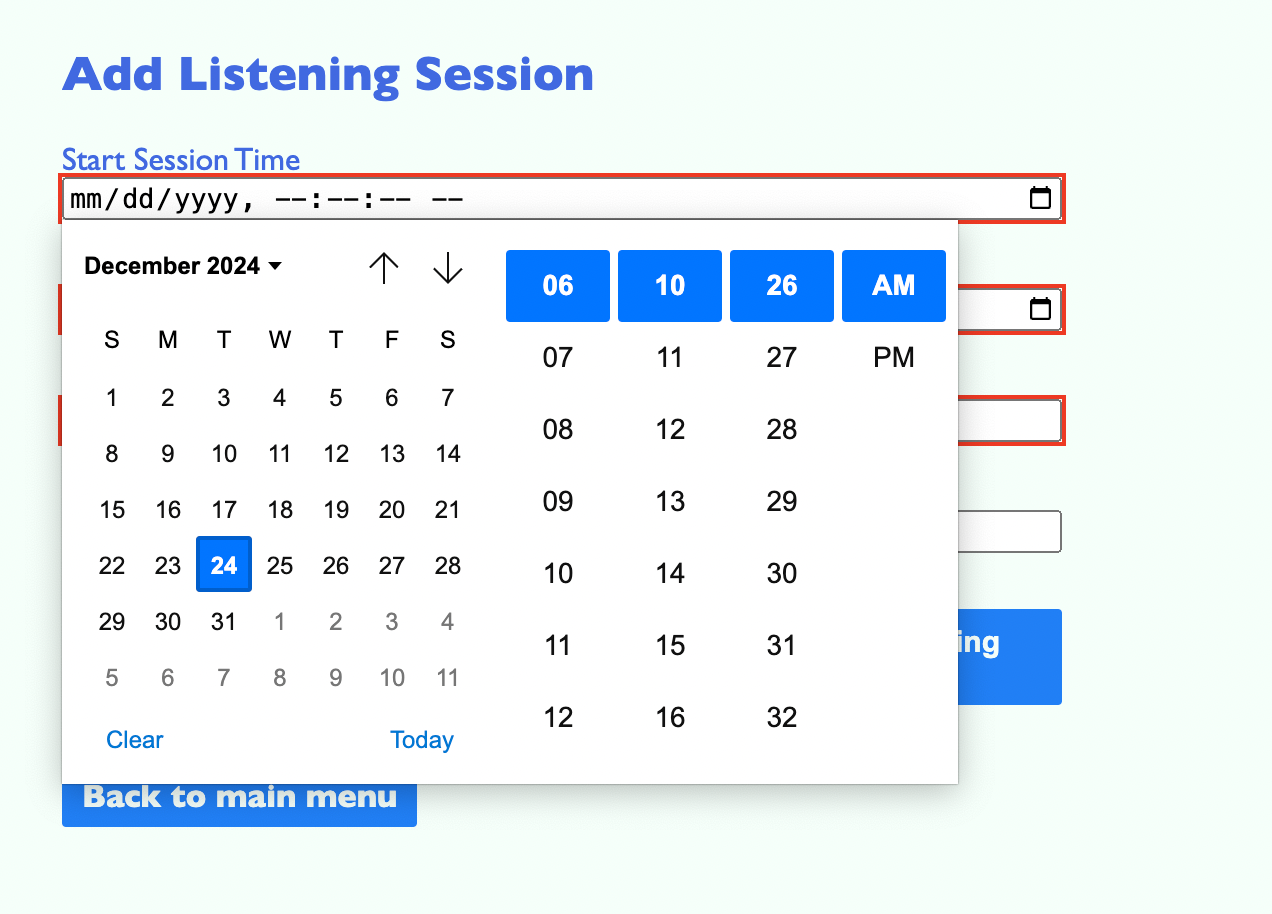 Add Listening Session
Start Session Time
mm/dd/yyyy, --:--:-- --
December 2024
S M T W T F S
1 2 3 4 5 6 7
8 9 10 11 12 13 14
15 16 17 18 19 20 21
22 23 24 25 26 27 28
29 30 31 1 2 3 4
5 6 7 8 9 10 11
Clear Today
06 10 26 AM
07 11 27 PM
08 12 28
09 13 29
10 14 30
11 15 31
12 16 32
ing
Back to main menu